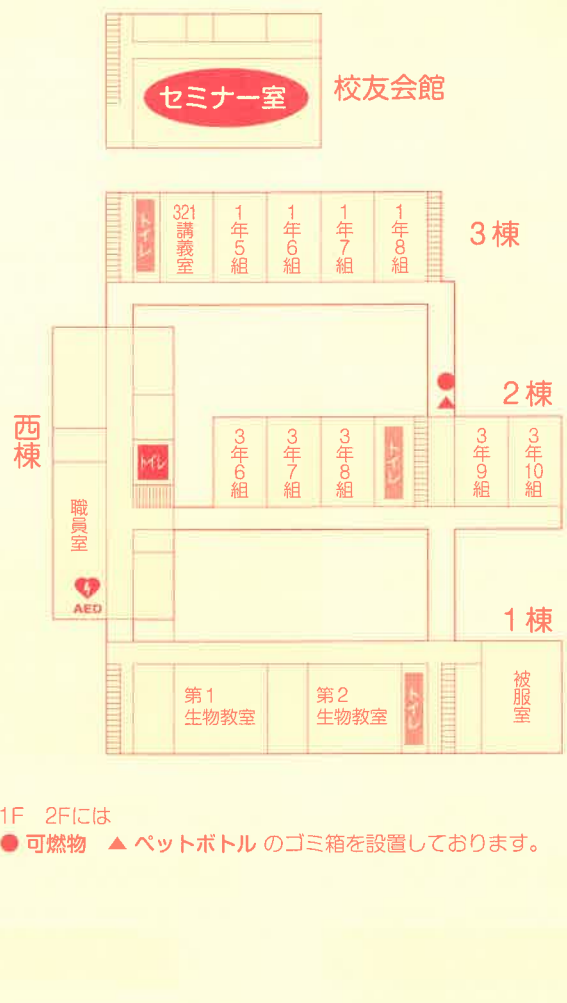 セミナー室
校友会館
トイレ
321講義室
1年5組
1年6組
1年7組
1年8組
3棟
2棟
西棟
トイレ
3年6組
3年7組
3年8組
トイレ
3年9組
3年10組
職員室
AED
1棟
第1
生物教室
第2
生物教室
トイレ
被服室
1F 2Fには
● 可燃物 ▲ ペットボトル のゴミ箱を設置しております。